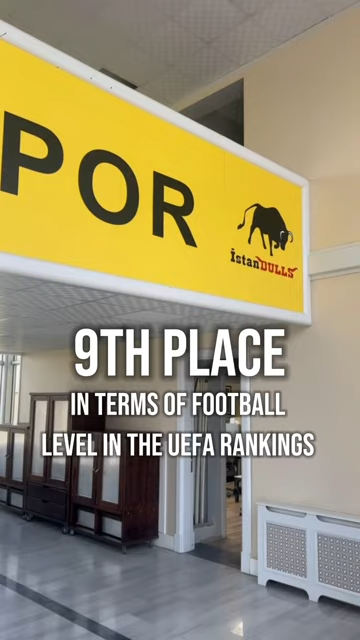 POR
İstanBULLS
9TH PLACE
IN TERMS OF FOOTBALL
LEVEL IN THE UEFA RANKINGS